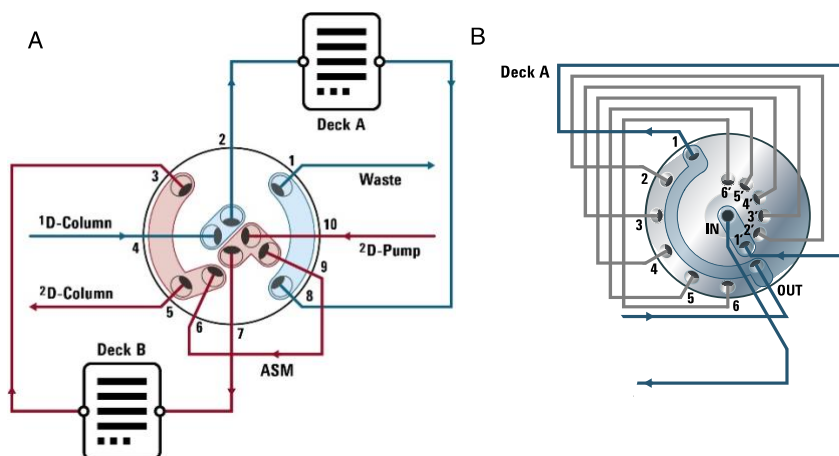 A
B
Deck A
2
3
1
Waste
¹D-Column
10
²D-Pump
4
²D-Column
9
5
8
6
7
ASM
Deck B
Deck A
1
2
6′
5′
4′
3
3′
IN
2′
1′
4
5
6
OUT